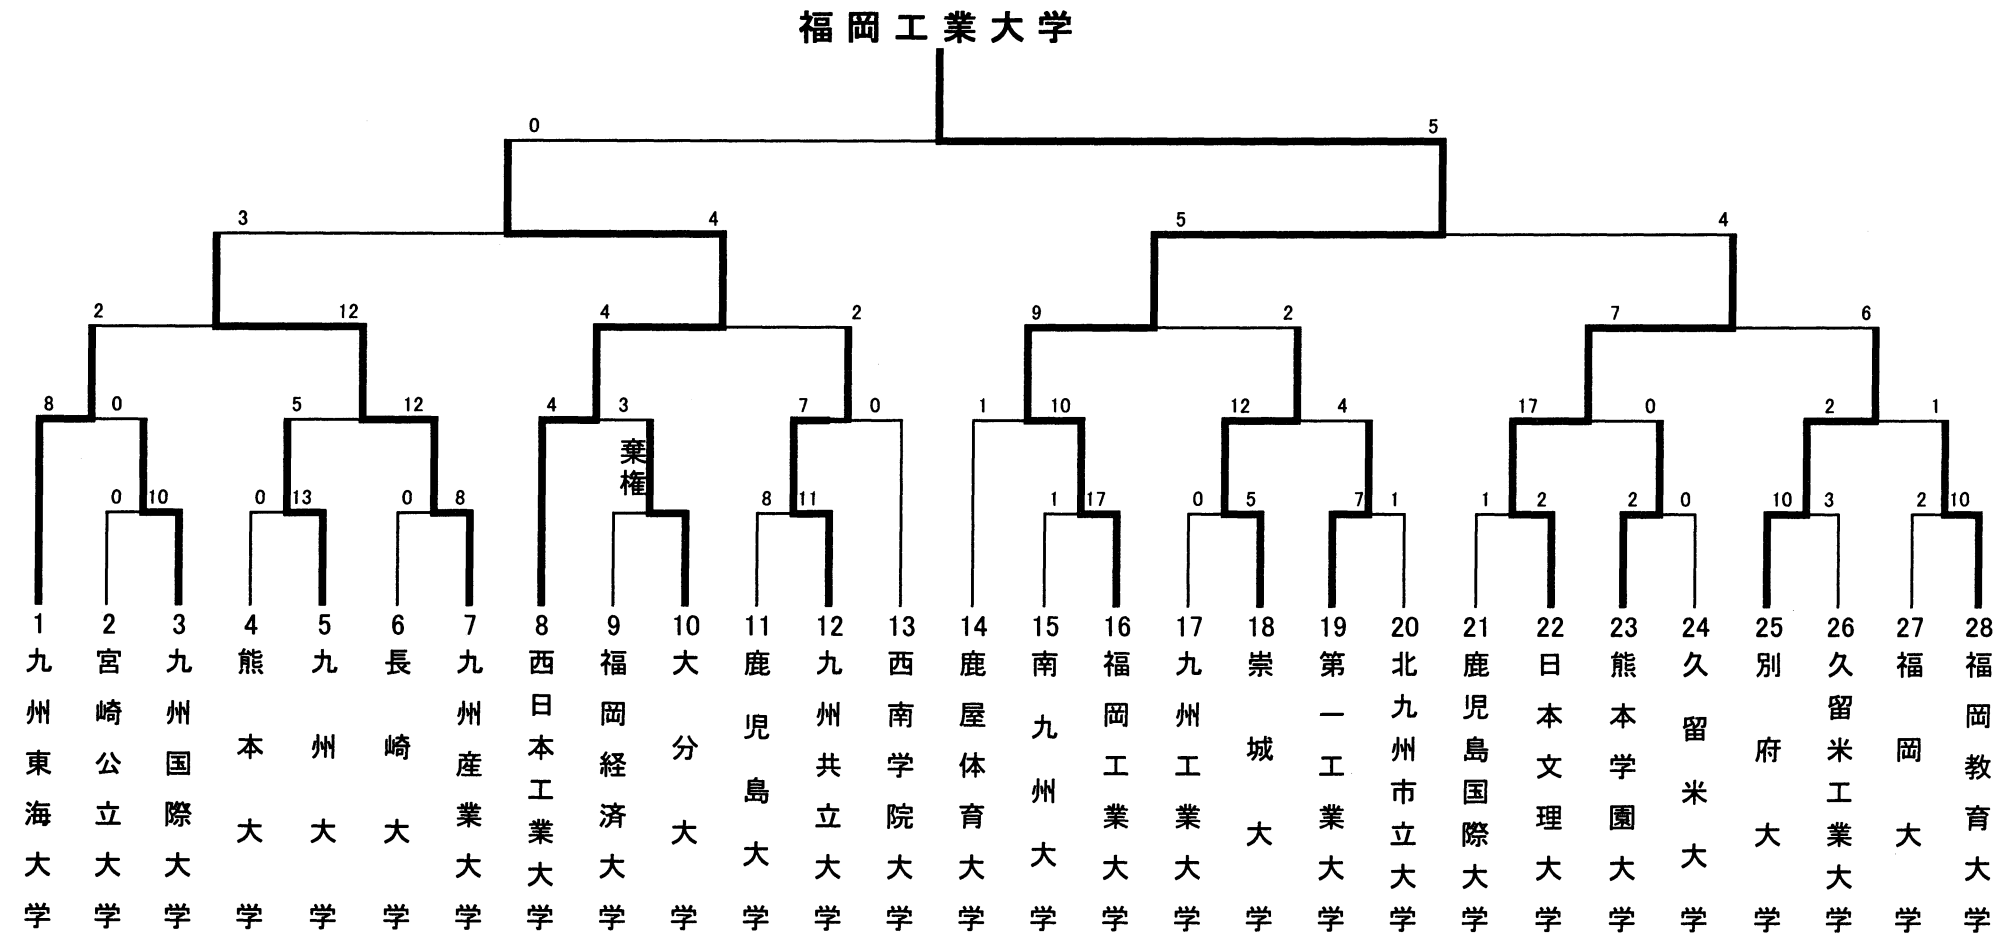 福岡工業大学
0 5
3 4 5 4
2 12 4 2 9 2 7 6
8 0 5 12 4 3 7 0 1 10 12 4 17 0 2 1
棄権
0 10 0 13 0 8 8 11 1 17 0 5 7 1 1 2 2 0 10 3 2 10
1 九州東海大学
2 宮崎公立大学
3 九州国際大学
4 熊本大学
5 九州大学
6 長崎大学
7 九州産業大学
8 西日本工業大学
9 福岡経済大学
10 大分大学
11 鹿児島大学
12 九州共立大学
13 西南学院大学
14 鹿屋体育大学
15 南九州大学
16 福岡工業大学
17 九州工業大学
18 崇城大学
19 第一工業大学
20 北九州市立大学
21 鹿児島国際大学
22 日本文理大学
23 熊本学園大学
24 久留米大学
25 別府大学
26 久留米工業大学
27 福岡大学
28 福岡教育大学